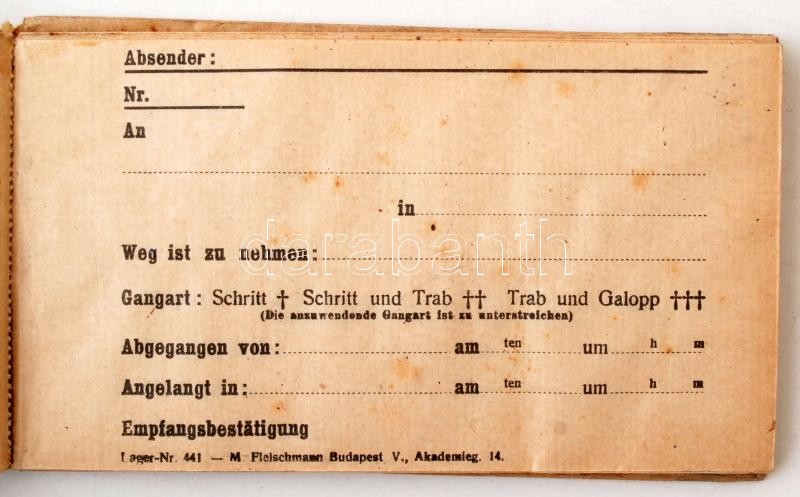 Absender:
Nr.
An
in
darabanth
Weg ist zu nehmen:
Gangart: Schritt † Schritt und Trab †† Trab und Galopp †††
(Die anzuwendende Gangart ist zu unterstreichen)
Abgegangen von: am ten um h m
Angelangt in: am ten um h m
Empfangsbestätigung
Lager-Nr. 441 — M. Fleischmann Budapest V., Akademieg. 14.